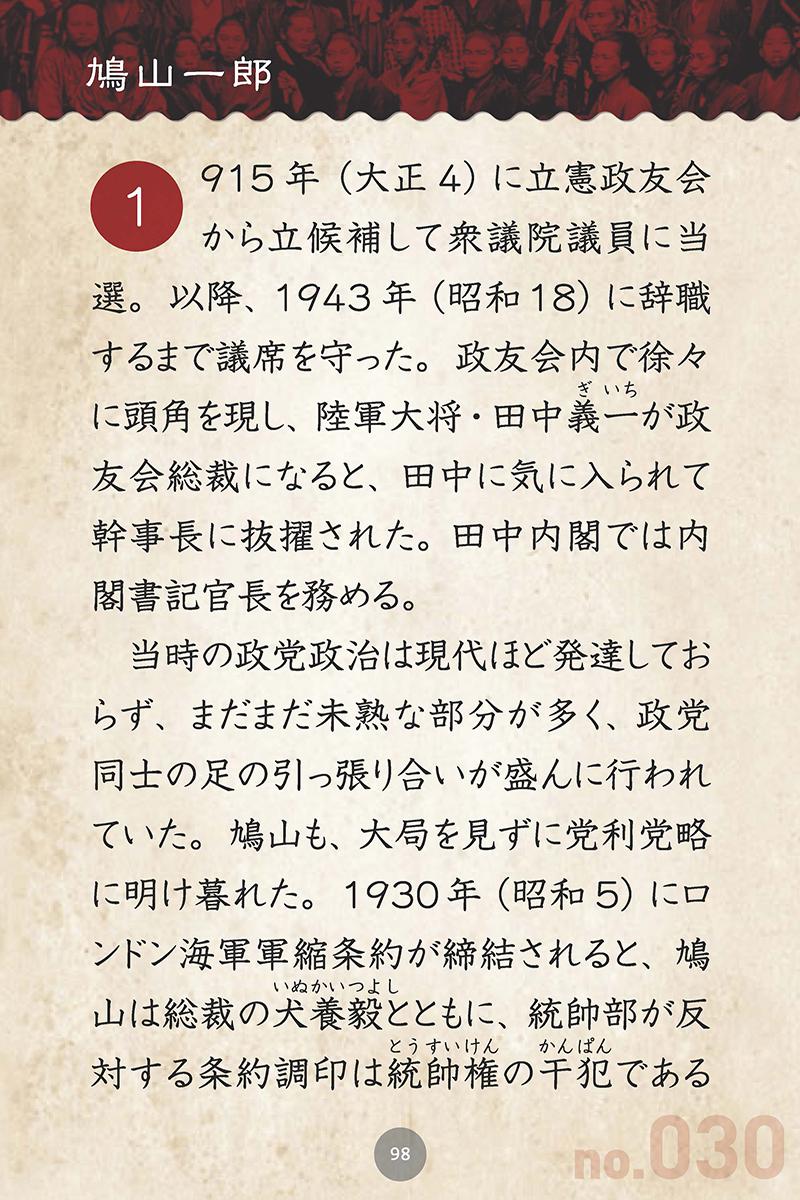 鳩山一郎
1915年（大正4）に立憲政友会
から立候補して衆議院議員に当
選。以降、1943年（昭和18）に辞職
するまで議席を守った。政友会内で徐々
ぎいち
に頭角を現し、陸軍大将・田中義一が政
友会総裁になると、田中に気に入られて
幹事長に抜擢された。田中内閣では内
閣書記官長を務める。
当時の政党政治は現代ほど発達してお
らず、まだまだ未熟な部分が多く、政党
同士の足の引っ張り合いが盛んに行われ
ていた。鳩山も、大局を見ずに党利党略
に明け暮れた。1930年（昭和5）にロ
ンドン海軍軍縮条約が締結されると、鳩
いぬかいつよし
山は総裁の犬養毅とともに、統帥部が反
とうすいけん かんぱん
対する条約調印は統帥権の干犯である
98
no.030